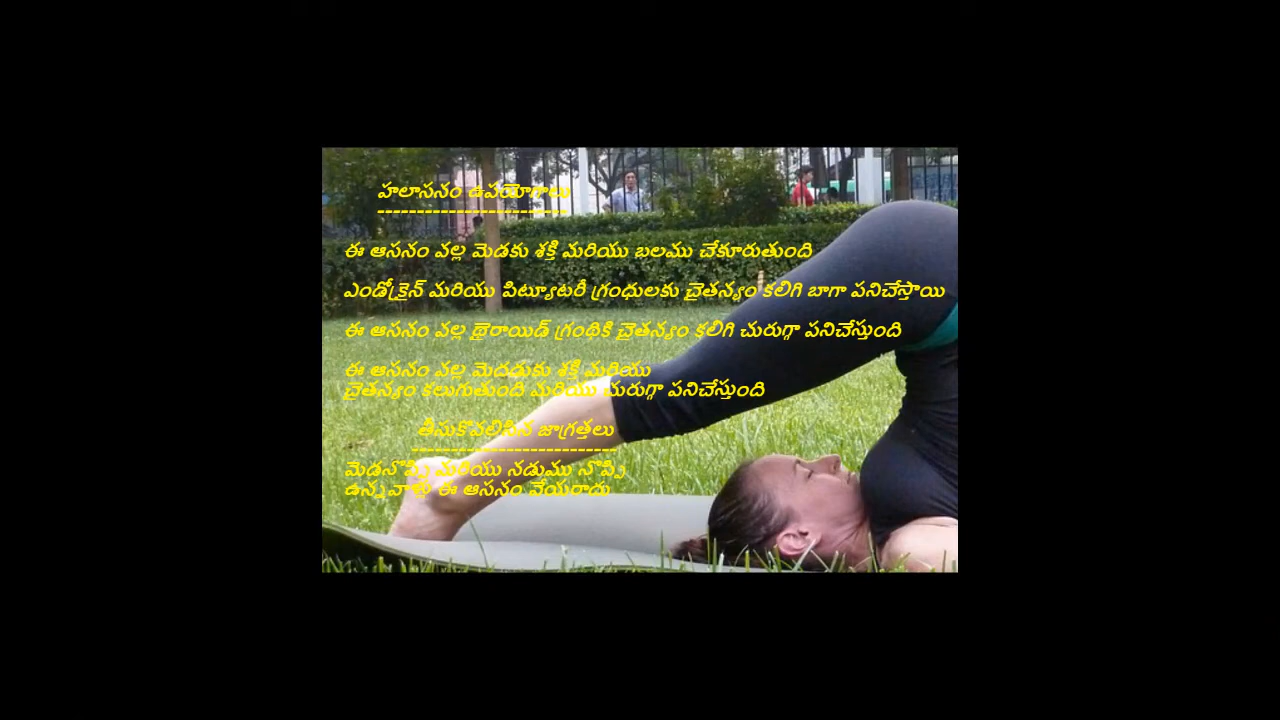 హలాసనం ఉపయోగాలు
------------------------
ఈ ఆసనం వల్ల మెడకు శక్తి మరియు బలము చేకూరుతుంది
ఎండోక్రైన్ మరియు పిట్యూటరీ గ్రంధులకు చైతన్యం కలిగి బాగా పనిచేస్తాయి
ఈ ఆసనం వల్ల థైరాయిడ్ గ్రంధికి చైతన్యం కలిగి చురుగ్గా పనిచేస్తుంది
ఈ ఆసనం వల్ల మెదడుకు శక్తి మరియు
చైతన్యం కలుగుతుంది మరియు చురుగ్గా పనిచేస్తుంది
తీసుకొవలిసిన జాగ్రత్తలు
--------------------------
మెడనొప్పి మరియు నడుము నొప్పి
ఉన్నవాళ్లు ఈ ఆసనం వేయరాదు